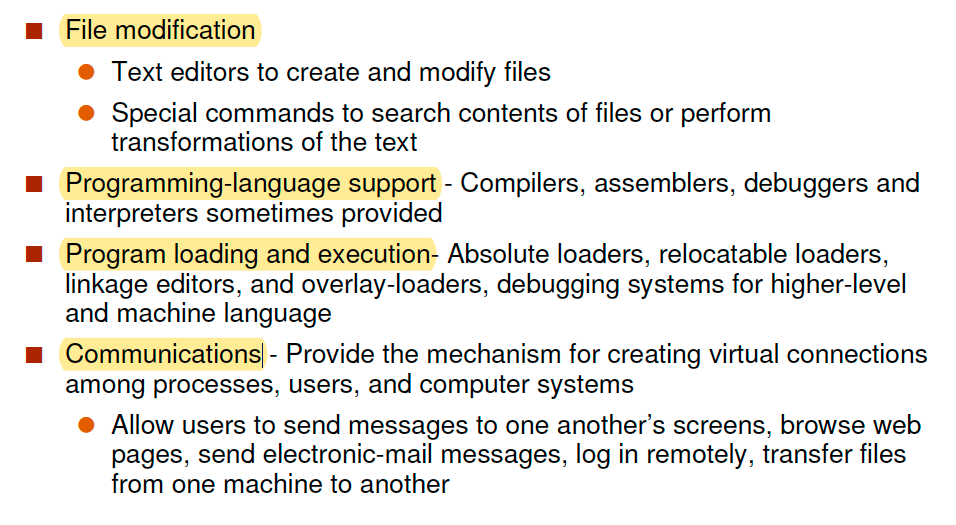 File modification
Text editors to create and modify files
Special commands to search contents of files or perform
transformations of the text
Programming-language support - Compilers, assemblers, debuggers and
interpreters sometimes provided
Program loading and execution- Absolute loaders, relocatable loaders,
linkage editors, and overlay-loaders, debugging systems for higher-level
and machine language
Communications - Provide the mechanism for creating virtual connections
among processes, users, and computer systems
Allow users to send messages to one another’s screens, browse web
pages, send electronic-mail messages, log in remotely, transfer files
from one machine to another